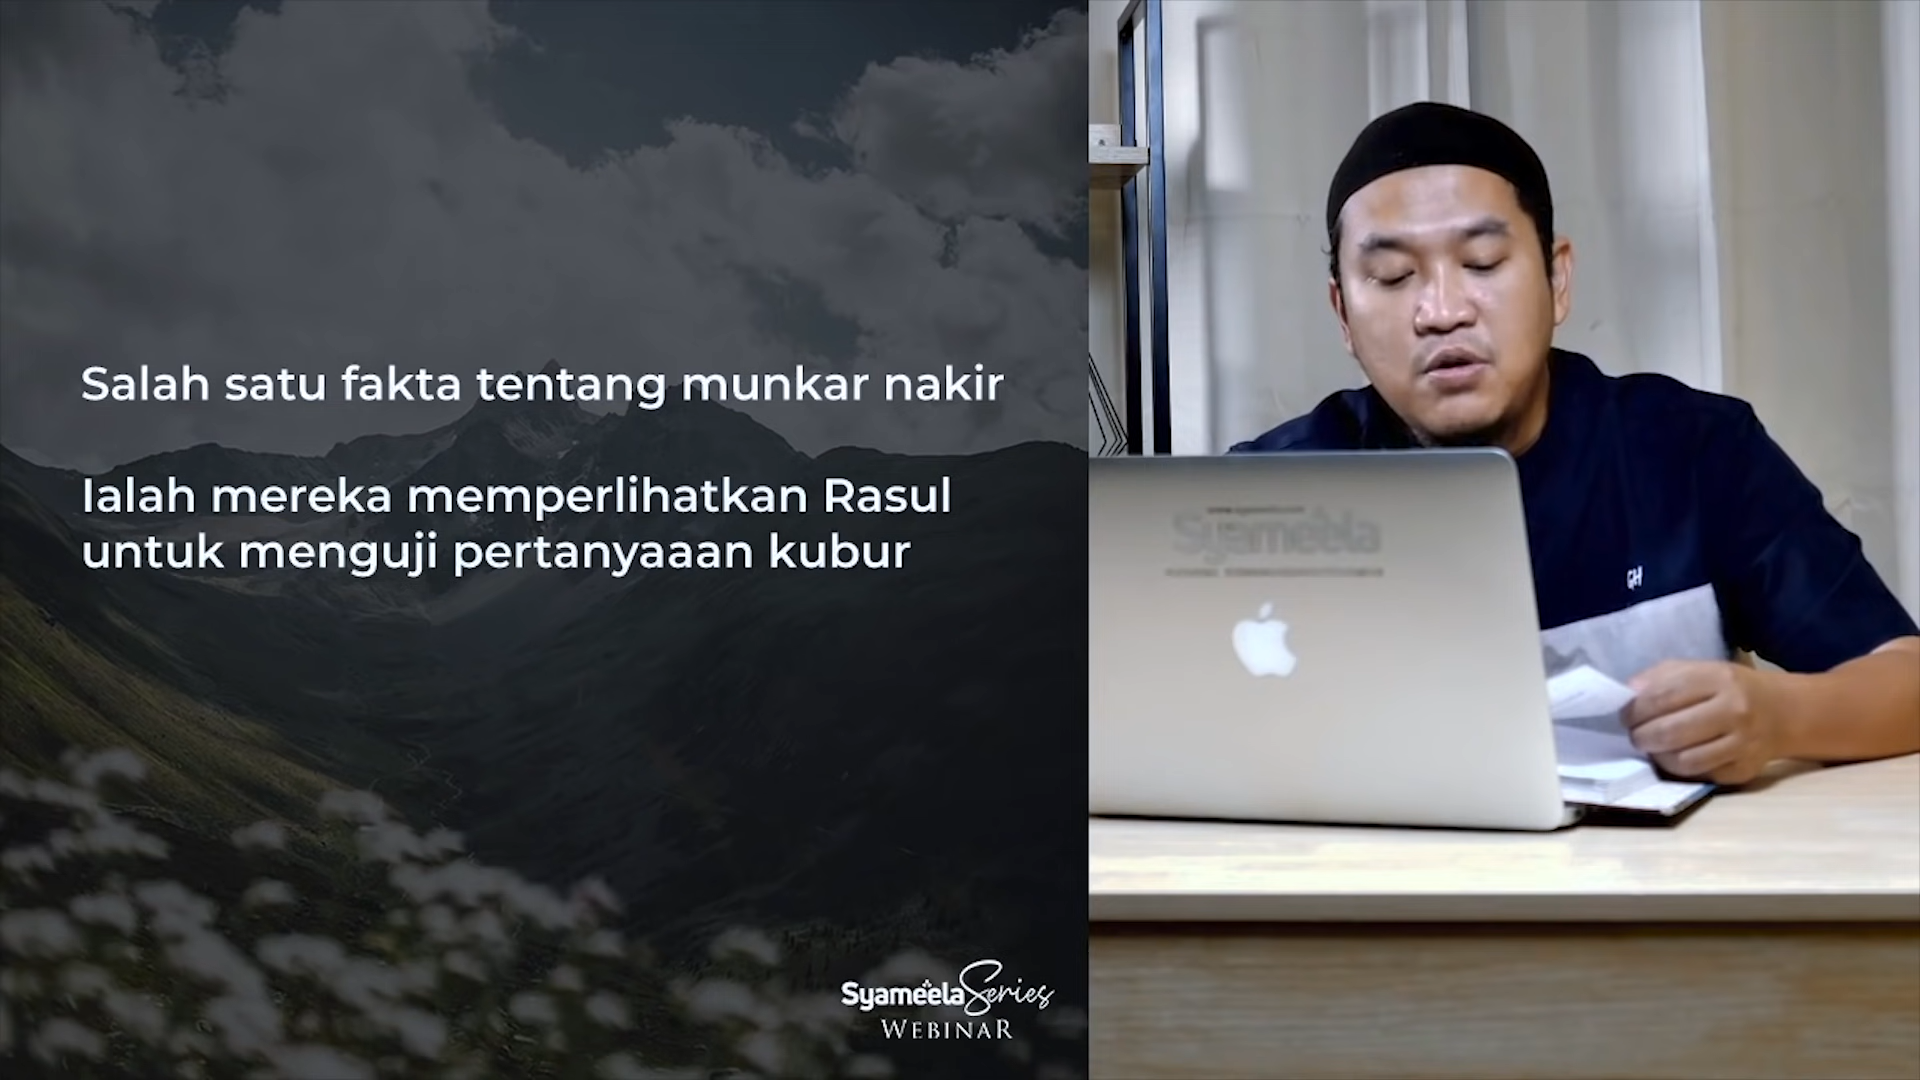 Salah satu fakta tentang munkar nakir
Ialah mereka memperlihatkan Rasul
untuk menguji pertanyaaan kubur
Syameela Series
WEBINAR
Syameela
GH